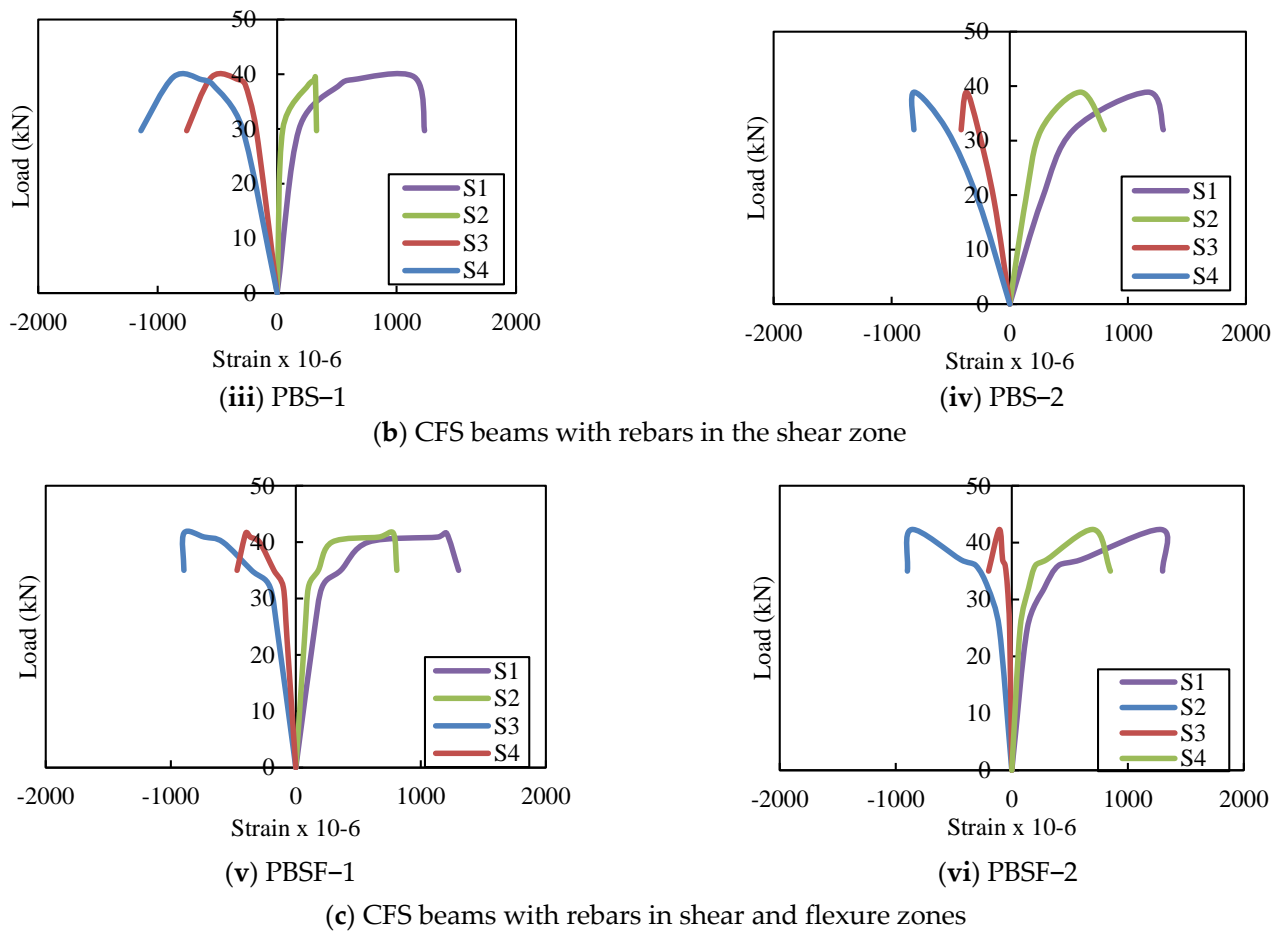 50
40
30
20
10
0
Load (kN)
S1
S2
S3
S4
-2000
-1000
0
1000
2000
Strain x 10-6
(iii) PBS–1
50
40
30
20
10
0
Load (kN)
S1
S2
S3
S4
-2000
-1000
0
1000
2000
Strain x 10-6
(iv) PBS–2
(b) CFS beams with rebars in the shear zone
50
40
30
20
10
0
Load (kN)
S1
S2
S3
S4
-2000
-1000
0
1000
2000
Strain x 10-6
(v) PBSF–1
50
40
30
20
10
0
Load (kN)
S1
S2
S3
S4
-2000
-1000
0
1000
2000
Strain x 10-6
(vi) PBSF–2
(c) CFS beams with rebars in shear and flexure zones